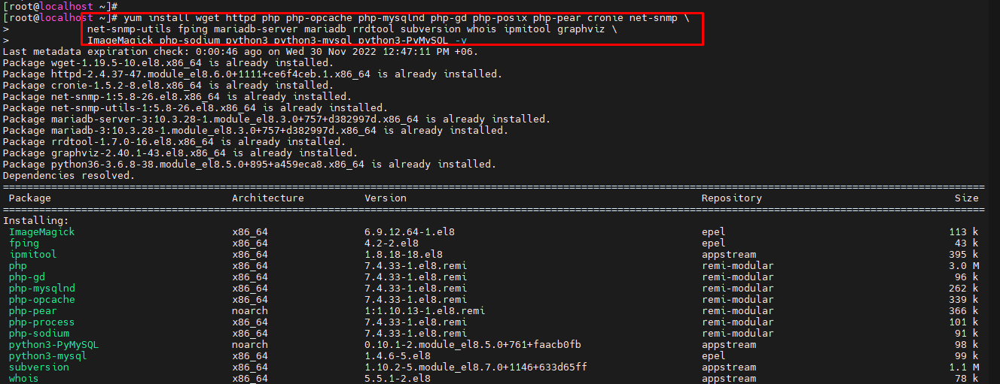 [root@localhost ~]#
[root@localhost ~]# yum install wget httpd php php-opcache php-mysqlnd php-gd php-posix php-pear cronie net-snmp \
> net-snmp-utils fping mariadb-server mariadb rrdtool subversion whois ipmitool graphviz \
> ImageMagick php-sodium python3 python3-mysql python3-PyMySQL -y
Last metadata expiration check: 0:00:46 ago on Wed 30 Nov 2022 12:47:11 PM +06.
Package wget-1.19.5-10.el8.x86_64 is already installed.
Package httpd-2.4.37-47.module_el8.6.0+1111+ce6f4ceb.1.x86_64 is already installed.
Package cronie-1.5.2-8.el8.x86_64 is already installed.
Package net-snmp-1:5.8-26.el8.x86_64 is already installed.
Package net-snmp-utils-1:5.8-26.el8.x86_64 is already installed.
Package mariadb-server-3:10.3.28-1.module_el8.3.0+757+d382997d.x86_64 is already installed.
Package mariadb-3:10.3.28-1.module_el8.3.0+757+d382997d.x86_64 is already installed.
Package rrdtool-1.7.0-16.el8.x86_64 is already installed.
Package graphviz-2.40.1-43.el8.x86_64 is already installed.
Package python36-3.6.8-38.module_el8.5.0+895+a459eca8.x86_64 is already installed.
Dependencies resolved.
Package Architecture Version Repository Size
Installing:
ImageMagick x86_64 6.9.12.64-1.el8 epel 113 k
fping x86_64 4.2-2.el8 epel 43 k
ipmitool x86_64 1.8.18-18.el8 appstream 395 k
php x86_64 7.4.33-1.el8.remi remi-modular 3.0 M
php-gd x86_64 7.4.33-1.el8.remi remi-modular 96 k
php-mysqlnd x86_64 7.4.33-1.el8.remi remi-modular 262 k
php-opcache x86_64 7.4.33-1.el8.remi remi-modular 339 k
php-pear noarch 1:1.10.13-1.el8.remi remi-modular 366 k
php-process x86_64 7.4.33-1.el8.remi remi-modular 101 k
php-sodium x86_64 7.4.33-1.el8.remi remi-modular 91 k
python3-PyMySQL noarch 0.10.1-2.module_el8.5.0+761+faacb0fb appstream 98 k
python3-mysql x86_64 1.4.6-5.el8 epel 99 k
subversion x86_64 1.10.2-5.module_el8.7.0+1146+633d65ff appstream 1.1 M
whois x86_64 5.5.1-2.el8 appstream 78 k